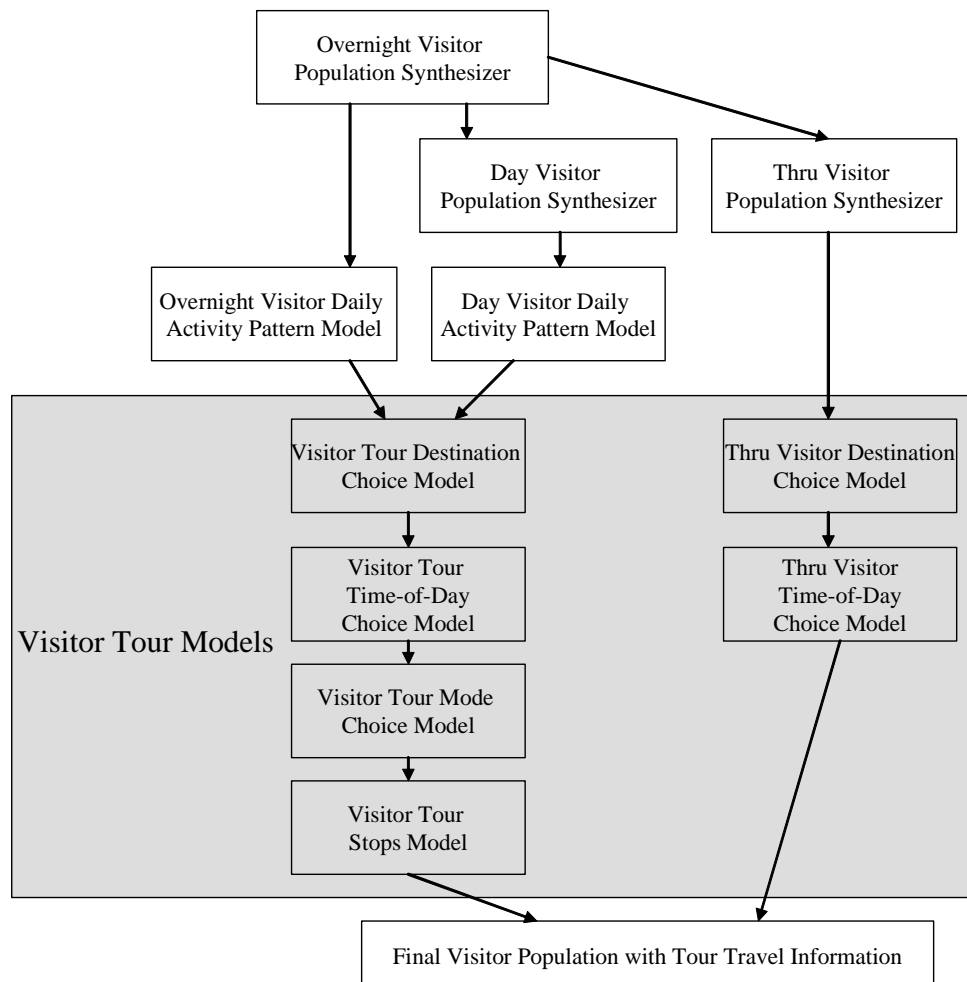 Overnight Visitor
Population Synthesizer
Day Visitor
Population Synthesizer
Thru Visitor
Population Synthesizer
Overnight Visitor Daily
Activity Pattern Model
Day Visitor Daily
Activity Pattern Model
Visitor Tour Destination
Choice Model
Thru Visitor Destination
Choice Model
Visitor Tour
Time-of-Day
Choice Model
Thru Visitor
Time-of-Day
Choice Model
Visitor Tour Models
Visitor Tour Mode
Choice Model
Visitor Tour
Stops Model
Final Visitor Population with Tour Travel Information